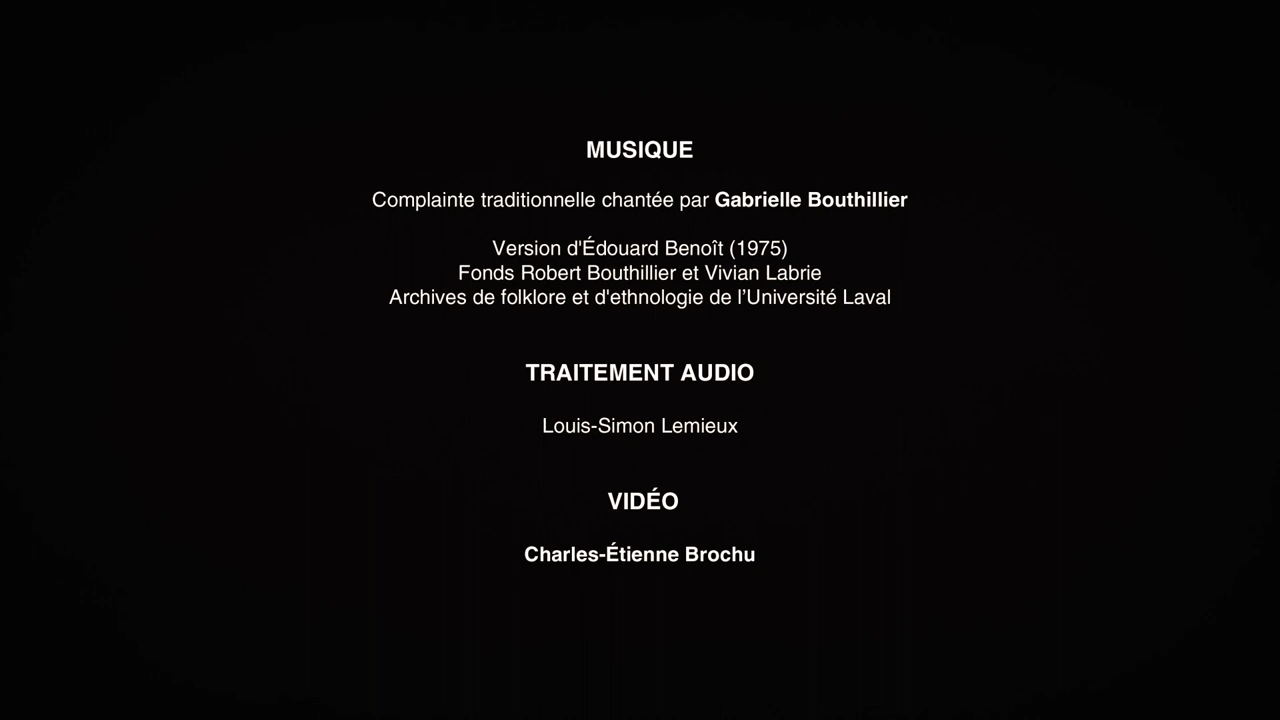 MUSIQUE
Complainte traditionnelle chantée par Gabrielle Bouthillier
Version d'Édouard Benoît (1975)
Fonds Robert Bouthillier et Vivian Labrie
Archives de folklore et d'ethnologie de l’Université Laval
TRAITEMENT AUDIO
Louis-Simon Lemieux
VIDÉO
Charles-Étienne Brochu